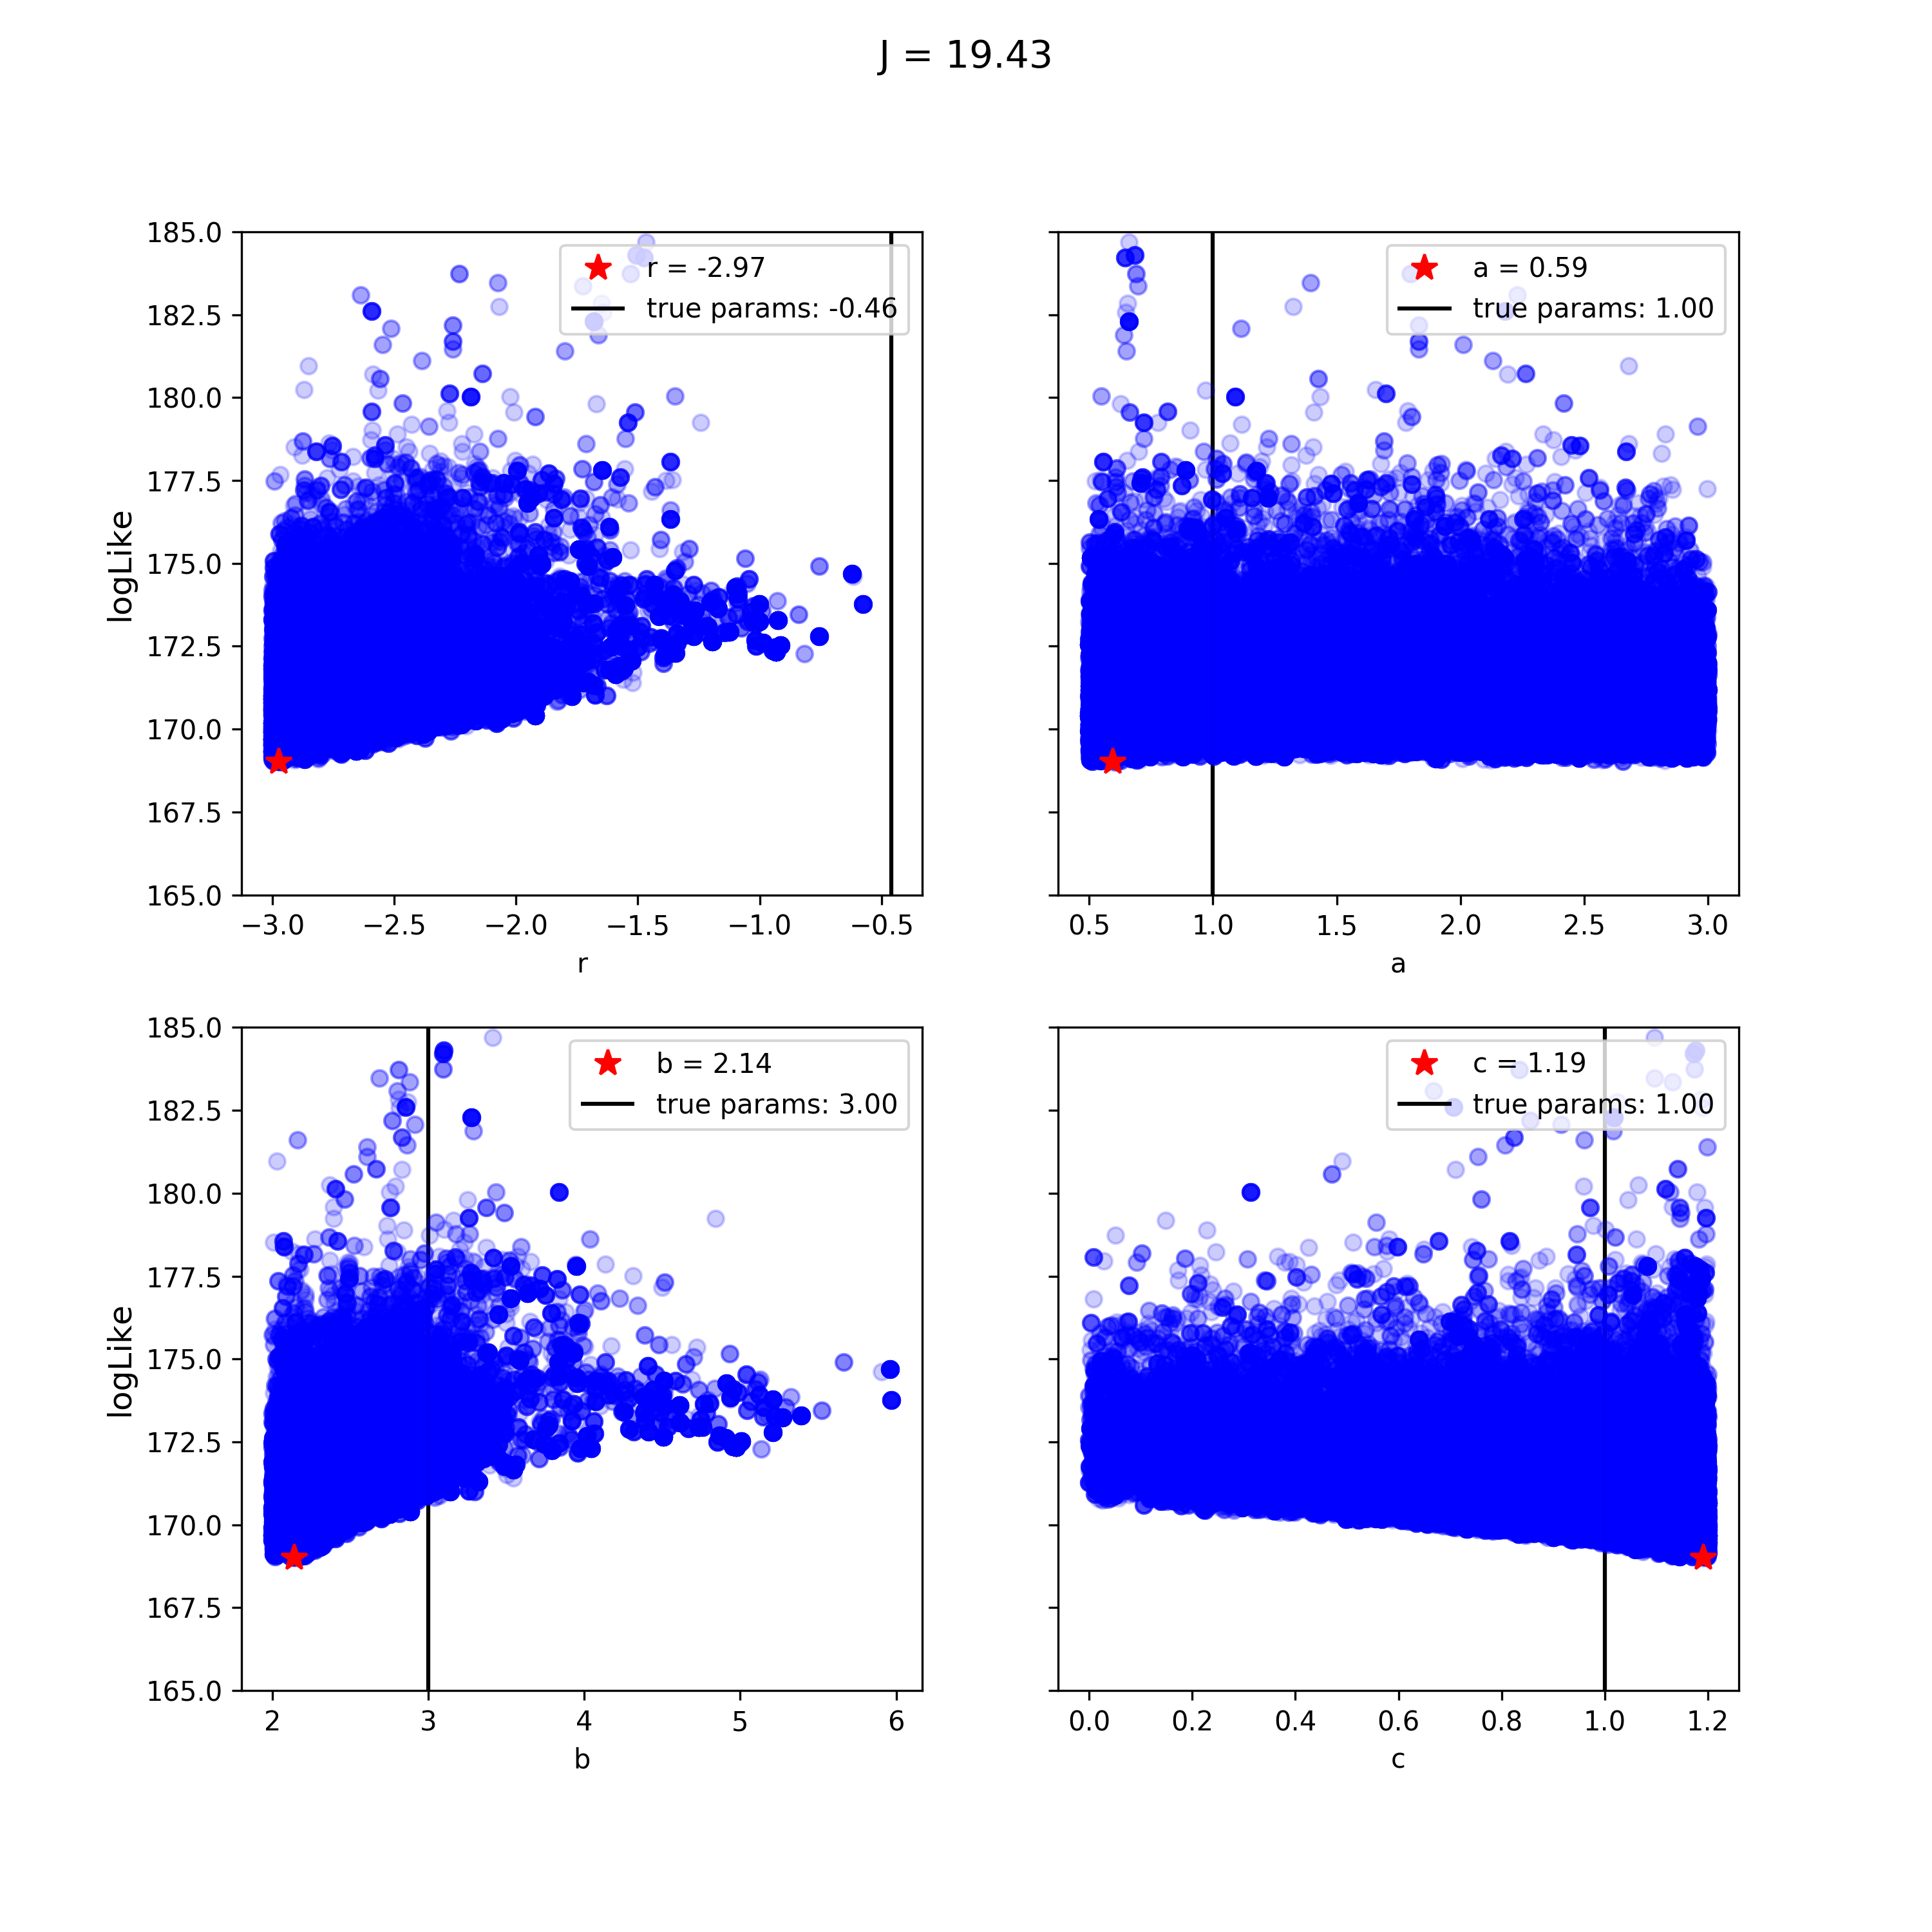 J = 19.43
185.0
182.5
180.0
177.5
175.0
172.5
170.0
167.5
165.0
logLike
r = -2.97
true params: -0.46
−3.0 −2.5 −2.0 −1.5 −1.0 −0.5
r
a = 0.59
true params: 1.00
0.5 1.0 1.5 2.0 2.5 3.0
a
185.0
182.5
180.0
177.5
175.0
172.5
170.0
167.5
165.0
logLike
b = 2.14
true params: 3.00
2 3 4 5 6
b
c = 1.19
true params: 1.00
0.0 0.2 0.4 0.6 0.8 1.0 1.2
c